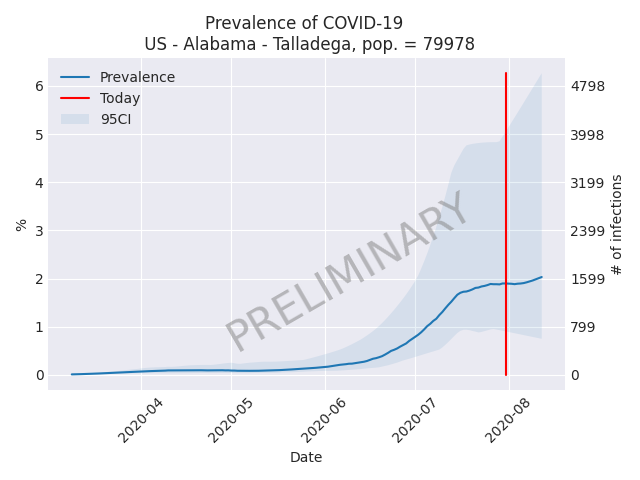 Prevalence of COVID-19
US - Alabama - Talladega, pop. = 79978
Prevalence
Today
95CI
6
5
4
3
2
1
0
%
4798
3998
3199
2399
1599
799
0
# of infections
PRELIMINARY
2020-04
2020-05
2020-06
2020-07
2020-08
Date